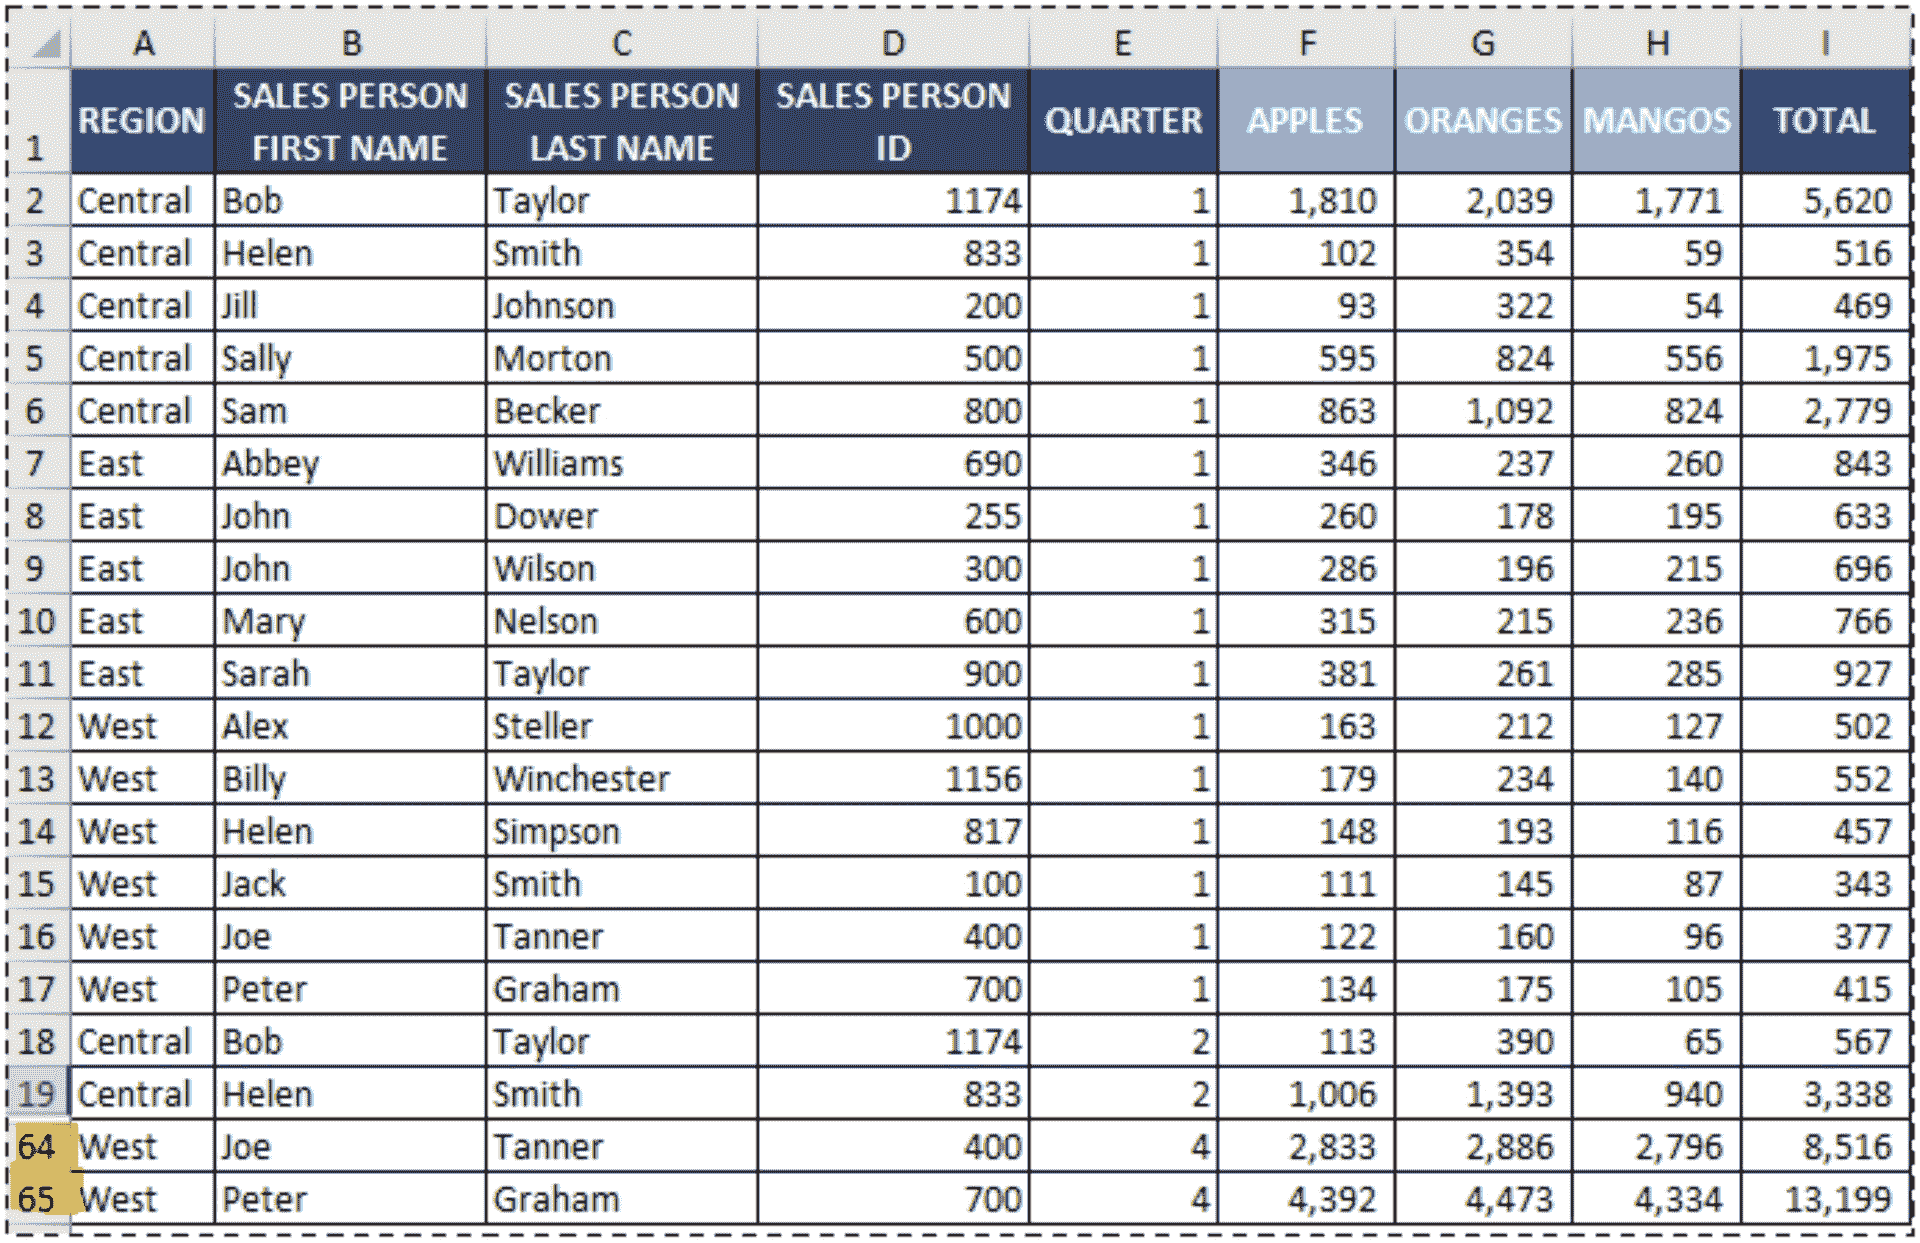 A B C D E F G H I
1 REGION SALES PERSON FIRST NAME SALES PERSON LAST NAME SALES PERSON ID QUARTER APPLES ORANGES MANGOS TOTAL
2 Central Bob Taylor 1174 1 1,810 2,039 1,771 5,620
3 Central Helen Smith 833 1 102 354 59 516
4 Central Jill Johnson 200 1 93 322 54 469
5 Central Sally Morton 500 1 595 824 556 1,975
6 Central Sam Becker 800 1 863 1,092 824 2,779
7 East Abbey Williams 690 1 346 237 260 843
8 East John Dower 255 1 260 178 195 633
9 East John Wilson 300 1 286 196 215 696
10 East Mary Nelson 600 1 315 215 236 766
11 East Sarah Taylor 900 1 381 261 285 927
12 West Alex Steller 1000 1 163 212 127 502
13 West Billy Winchester 1156 1 179 234 140 552
14 West Helen Simpson 817 1 148 193 116 457
15 West Jack Smith 100 1 111 145 87 343
16 West Joe Tanner 400 1 122 160 96 377
17 West Peter Graham 700 1 134 175 105 415
18 Central Bob Taylor 1174 2 113 390 65 567
19 Central Helen Smith 833 2 1,006 1,393 940 3,338
64 West Joe Tanner 400 4 2,833 2,886 2,796 8,516
65 West Peter Graham 700 4 4,392 4,473 4,334 13,199